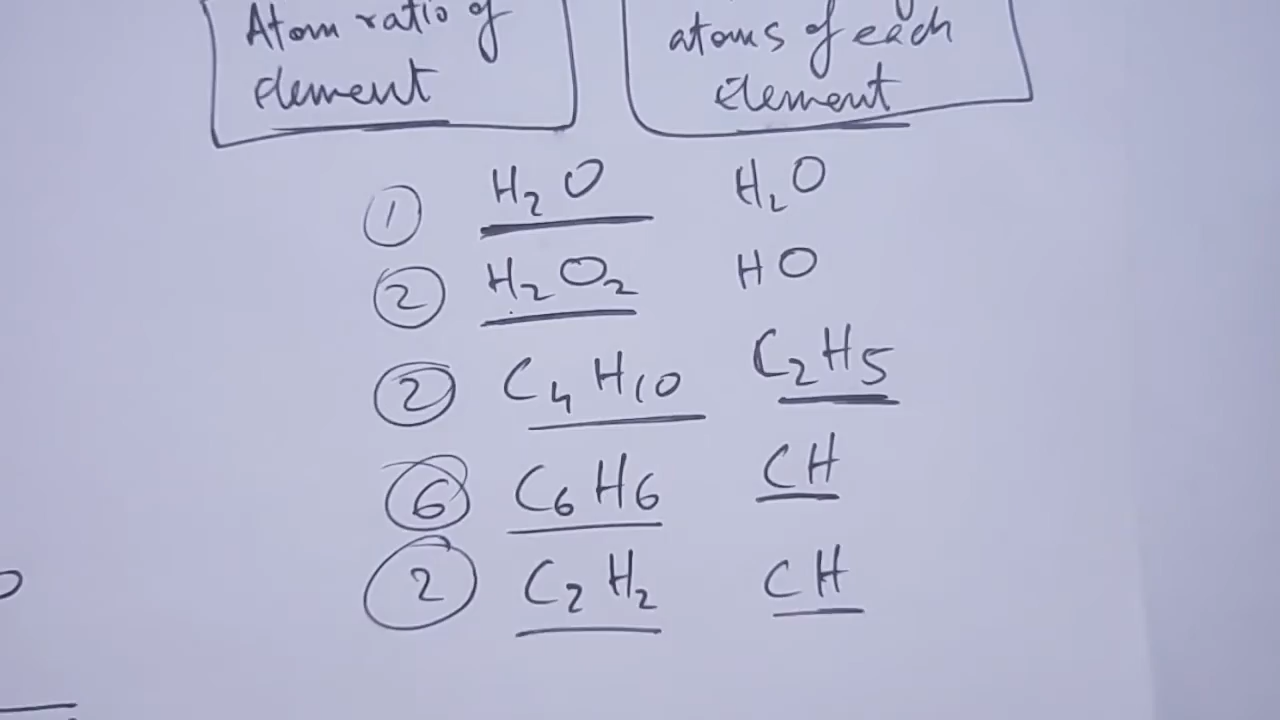 Atom ratio of
element
atoms of each
element
① H₂O H₂O
② H₂O₂ HO
② C₄H₁₀ C₂H₅
⑥ C₆H₆ CH
② C₂H₂ CH